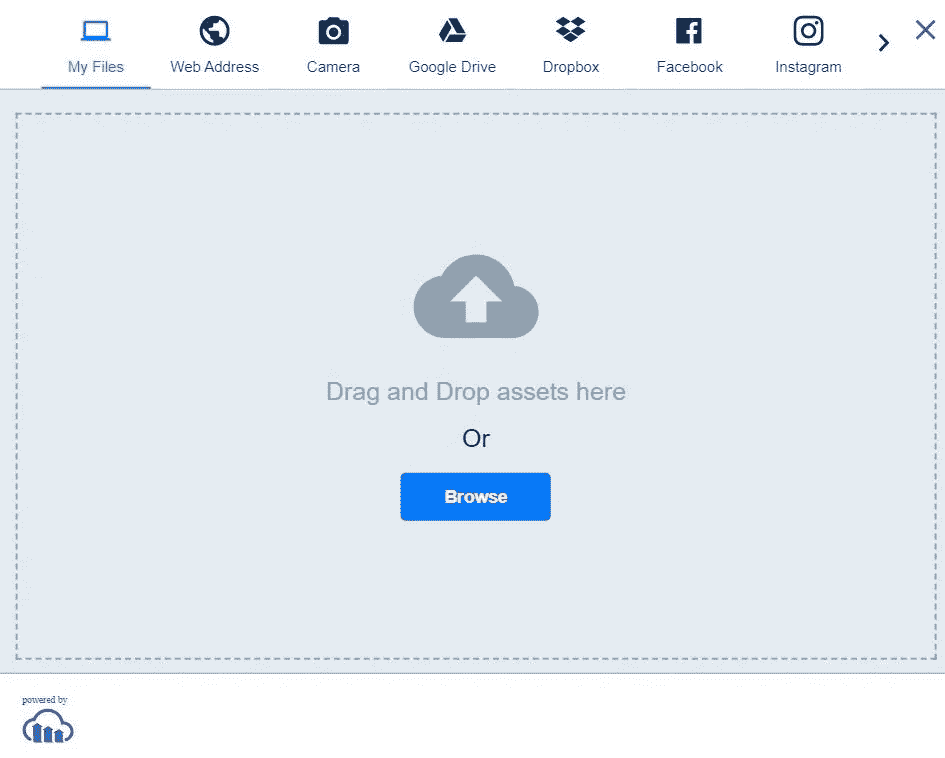 My Files
Web Address
Camera
Google Drive
Dropbox
Facebook
Instagram
Drag and Drop assets here
Or
Browse
powered by